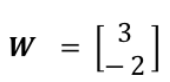 W = [ 3
- 2 ]